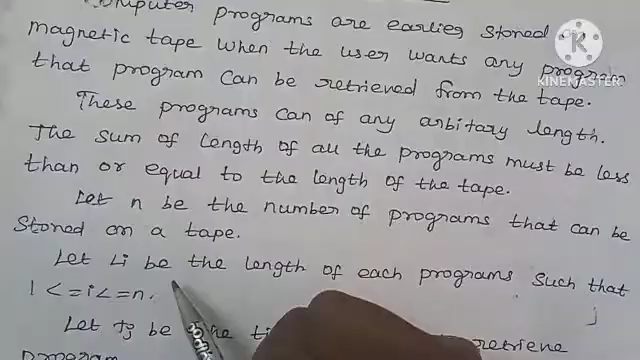 Computer programs are earlier stored on
magnetic tape when the user wants any program
that program can be retrieved from the tape.
KINEMASTER
These programs can of any arbitary length.
The sum of length of all the programs must be less
than or equal to the length of the tape.
Let n be the number of programs that can be
stored on a tape.
Let Li be the length of each programs such that
1 <= i <= n.
Let tj be the retrieve
program